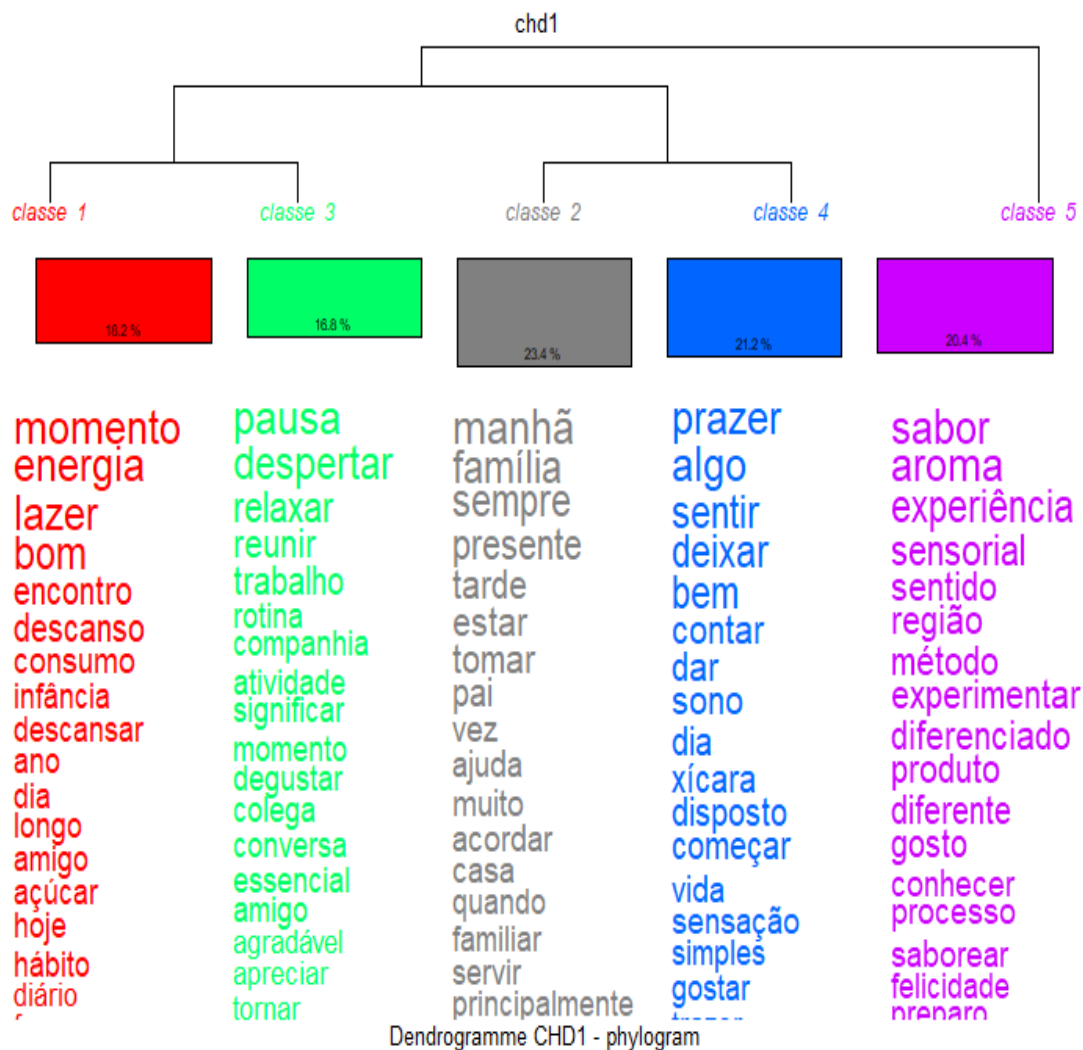 chd1
classe 1
classe 3
classe 2
classe 4
classe 5
18.2 %
16.8 %
23.4 %
21.2 %
20.4 %
momento
energia
lazer
bom
encontro
descanso
consumo
infância
descansar
ano
dia
longo
amigo
açúcar
hoje
hábito
diário
pausa
despertar
relaxar
reunir
trabalho
rotina
companhia
atividade
significar
momento
degustar
colega
conversa
essencial
amigo
agradável
apreciar
tornar
manhã
família
sempre
presente
tarde
estar
tomar
pai
vez
ajuda
muito
acordar
casa
quando
familiar
servir
principalmente
prazer
algo
sentir
deixar
bem
contar
dar
sono
dia
xícara
disposto
começar
vida
sensação
simples
gostar
sabor
aroma
experiência
sensorial
sentido
região
método
experimentar
diferenciado
produto
diferente
gosto
conhecer
processo
saborear
felicidade
preparo
Dendrogramme CHD1 - phylogram